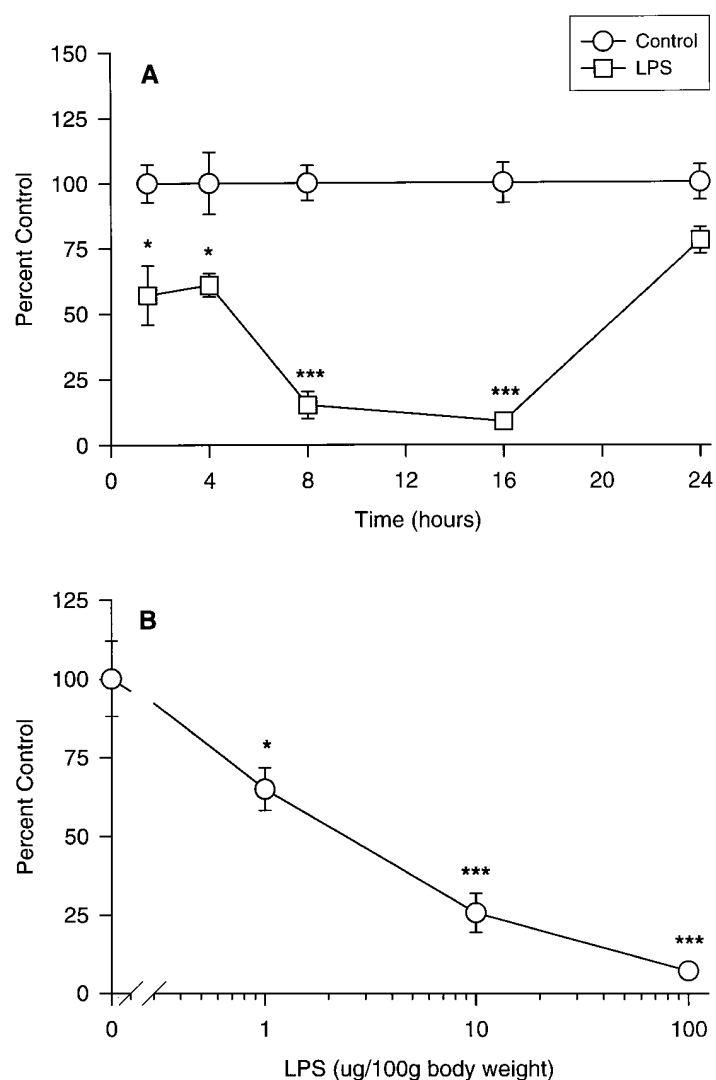 Control
LPS
A
150
125
100
75
50
25
0
Percent Control
*
*
***
***
0 4 8 12 16 20 24
Time (hours)
B
125
100
75
50
25
0
Percent Control
*
***
***
0 1 10 100
LPS (ug/100g body weight)